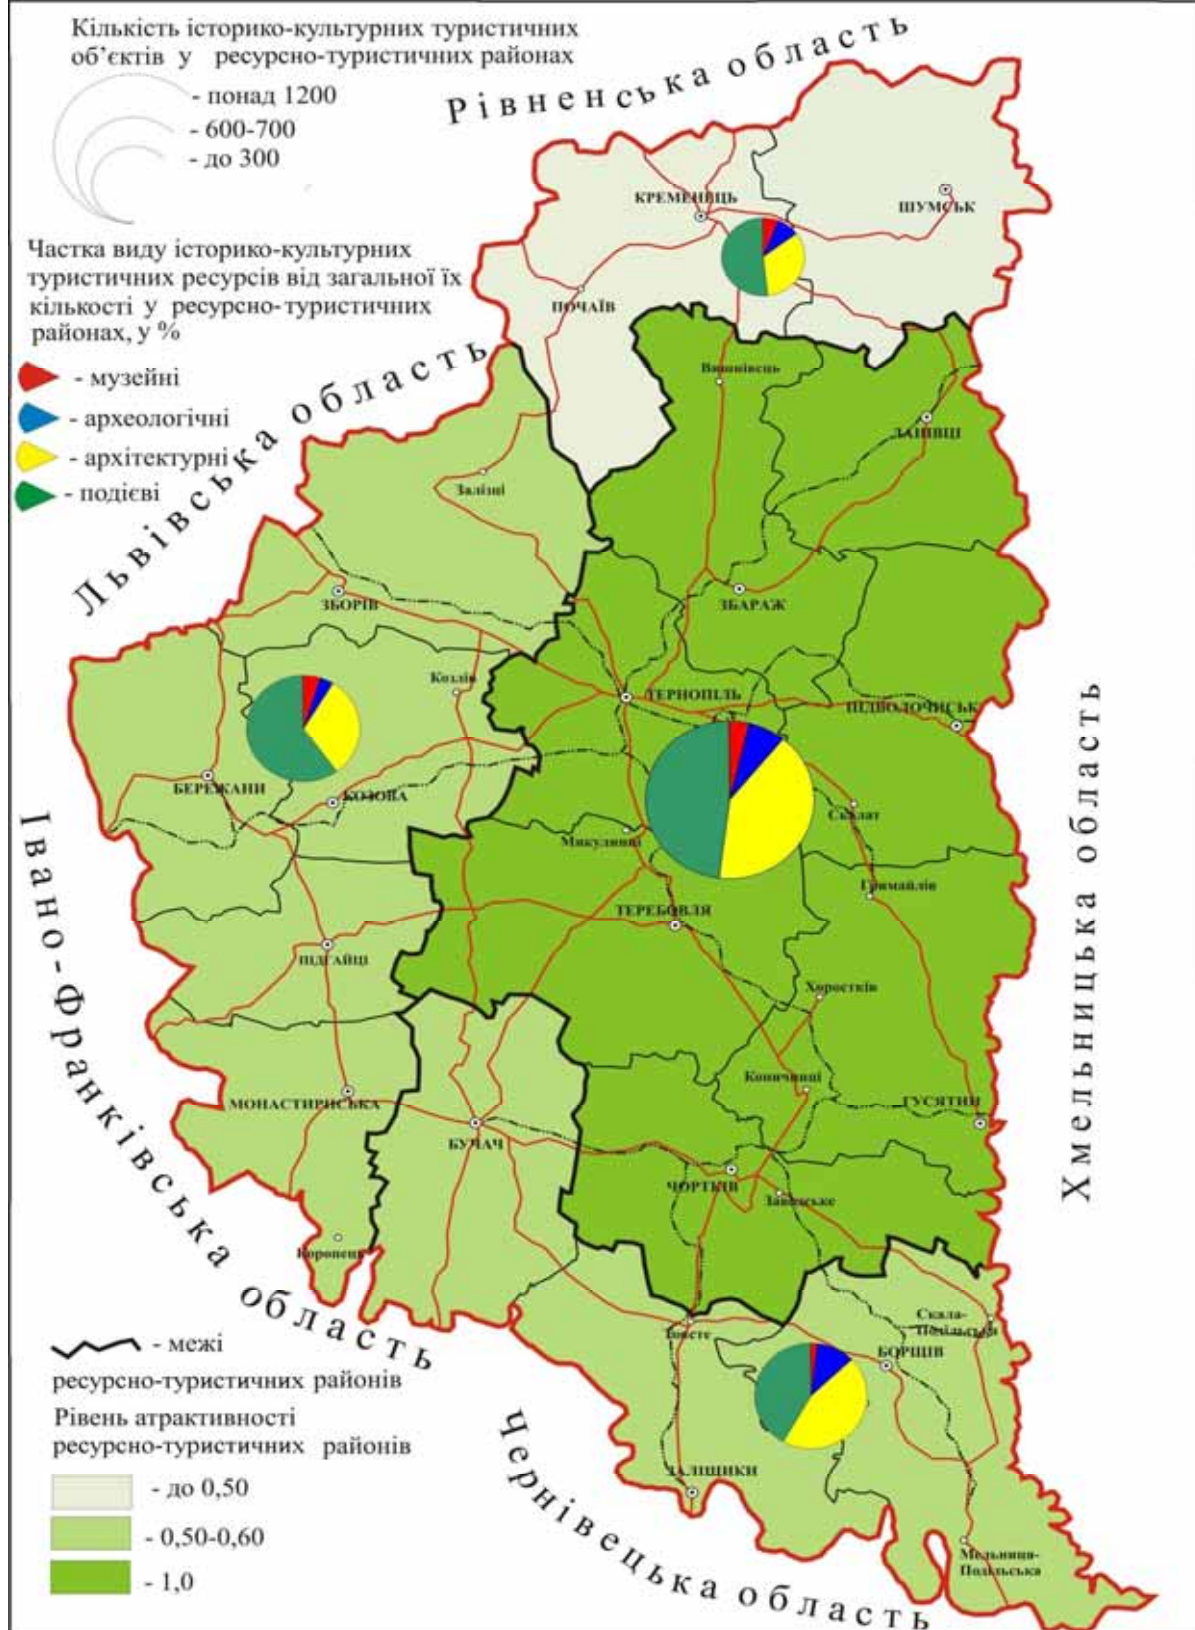 Кількість історико-культурних туристичних
об’єктів у ресурсно-туристичних районах
- понад 1200
- 600-700
- до 300
Частка виду історико-культурних
туристичних ресурсів від загальної їх
кількості у ресурсно-туристичних
районах, у %
- музейні
- археологічні
- архітектурні
- подієві
Рівненська область
Львівська область
Івано-Франківська область
Чернівецька область
Хмельницька область
КРЕМЕНЕЦЬ
ШУМСЬК
ПОЧАЇВ
Вишнівець
ЛАНІВЦІ
Залізці
ЗБОРІВ
ЗБАРАЖ
Козлів
ТЕРНОПІЛЬ
ПІДВОЛОЧИСЬК
БЕРЕЖАНИ
КОЗОВА
Скалат
Микулинці
Гримайлів
ТЕРЕБОВЛЯ
ПІДГАЙЦІ
Хоростків
Копичинці
МОНАСТИРИСЬКА
ГУСЯТИН
БУЧАЧ
ЧОРТКІВ
Заводське
Коропець
Скала-
Подільська
Товсте
БОРЩІВ
ЗАЛІЩИКИ
Мельниця-
Подільська
- межі
ресурсно-туристичних районів
Рівень атрактивності
ресурсно-туристичних районів
- до 0,50
- 0,50-0,60
- 1,0